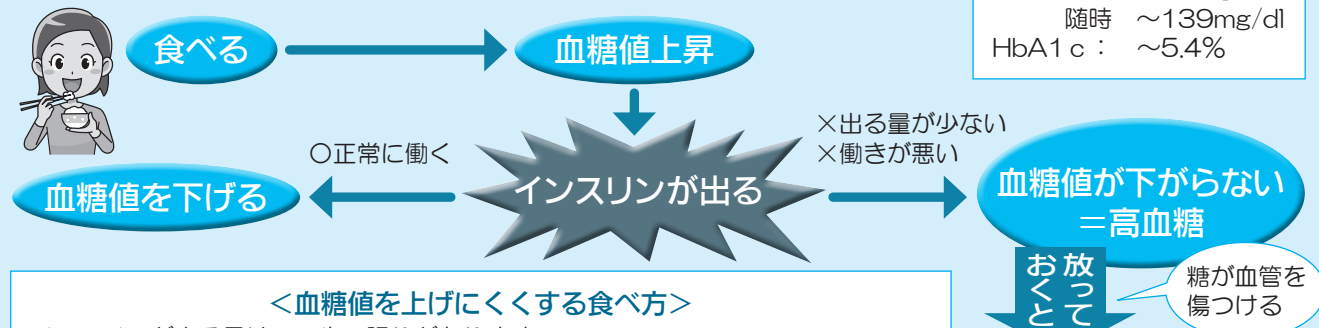 随時 ～139mg/dl
HbA1c： ～5.4%
食べる
血糖値上昇
〇正常に働く
×出る量が少ない
×働きが悪い
血糖値を下げる
インスリンが出る
血糖値が下がらない
＝高血糖
放って
おくと
糖が血管を
傷つける
＜血糖値を上げにくくする食べ方＞